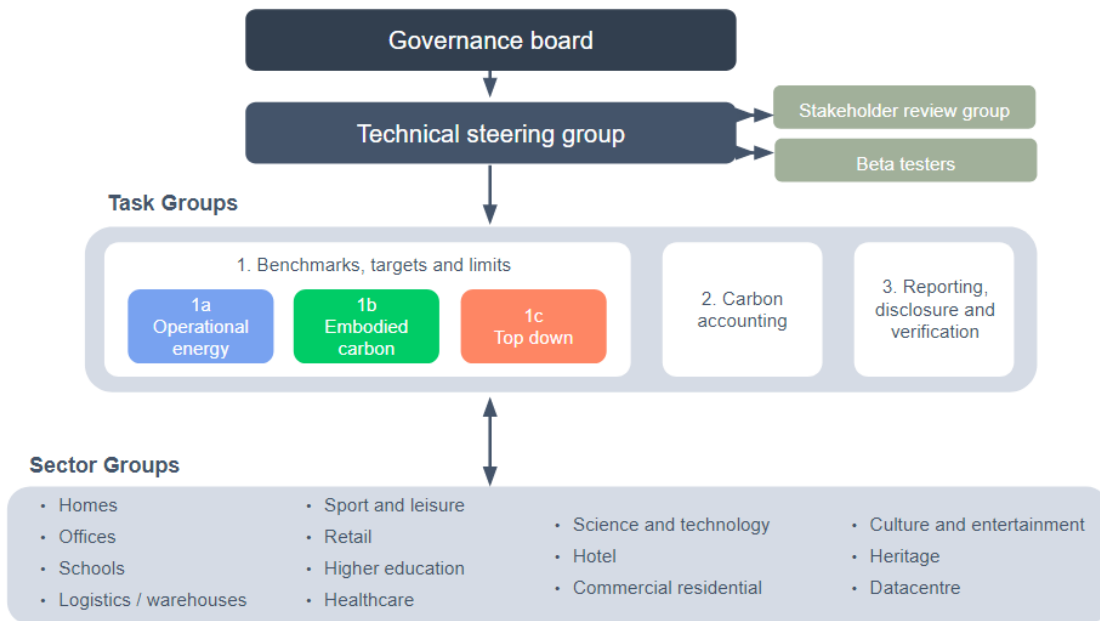 Governance board
Technical steering group
Stakeholder review group
Beta testers
Task Groups
1. Benchmarks, targets and limits
1a
Operational
energy
1b
Embodied
carbon
1c
Top down
2. Carbon
accounting
3. Reporting,
disclosure and
verification
Sector Groups
• Homes
• Offices
• Schools
• Logistics / warehouses
• Sport and leisure
• Retail
• Higher education
• Healthcare
• Science and technology
• Hotel
• Commercial residential
• Culture and entertainment
• Heritage
• Datacentre